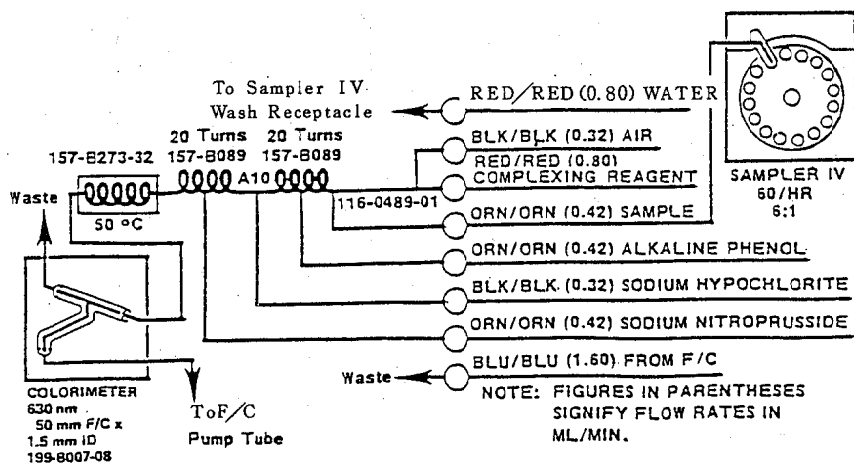 To Sampler IV
Wash Receptacle
RED/RED (0.80) WATER
20 Turns
157-B089
20 Turns
157-B089
157-B273-32
A10
BLK/BLK (0.32) AIR
RED/RED (0.80)
COMPLEXING REAGENT
116-0489-01
ORN/ORN (0.42) SAMPLE
SAMPLER IV
60/HR
6:1
Waste
50 °C
ORN/ORN (0.42) ALKALINE PHENOL
BLK/BLK (0.32) SODIUM HYPOCHLORITE
ORN/ORN (0.42) SODIUM NITROPRUSSIDE
Waste
BLU/BLU (1.60) FROM F/C
NOTE: FIGURES IN PARENTHESES
SIGNIFY FLOW RATES IN
ML/MIN.
COLORIMETER
630 nm
50 mm F/C x
1.5 mm ID
199-B007-08
To F/C
Pump Tube